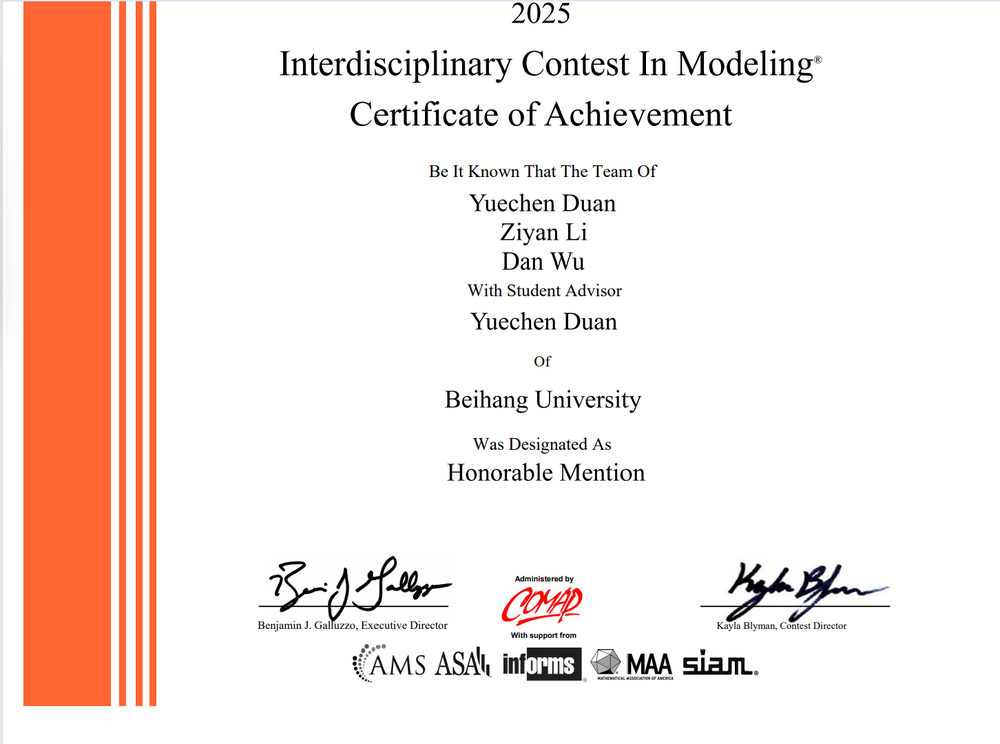 2025
Interdisciplinary Contest In Modeling®
Certificate of Achievement
Be It Known That The Team Of
Yuechen Duan
Ziyan Li
Dan Wu
With Student Advisor
Yuechen Duan
Of
Beihang University
Was Designated As
Honorable Mention
Benjamin J. Galluzzo, Executive Director
Administered by
COMAP
With support from
Kayla Blyman
Kayla Blyman, Contest Director
AMS ASA informs® MAA siam®
MATHEMATICAL ASSOCIATION OF AMERICA